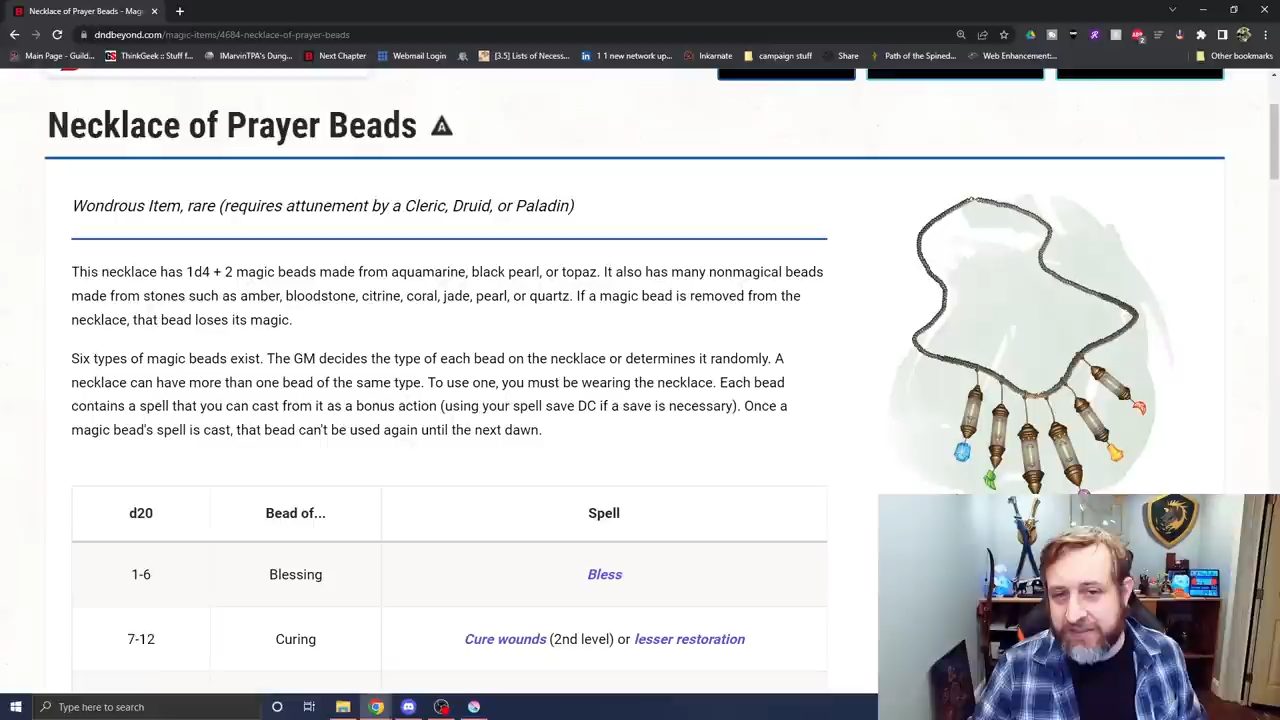 Necklace of Prayer Beads - Mag
dndbeyond.com/magic-items/4684-necklace-of-prayer-beads
Main Page - Guild... ThinkGeek :: Stuff f... IMarvinTPA's Dung... Next Chapter Webmail Login [3.5] Lists of Necess... 1 1 new network up... Inkarnate campaign stuff Share Path of the Spined... Web Enhancement:... Other bookmarks
Necklace of Prayer Beads
Wondrous Item, rare (requires attunement by a Cleric, Druid, or Paladin)
This necklace has 1d4 + 2 magic beads made from aquamarine, black pearl, or topaz. It also has many nonmagical beads
made from stones such as amber, bloodstone, citrine, coral, jade, pearl, or quartz. If a magic bead is removed from the
necklace, that bead loses its magic.
Six types of magic beads exist. The GM decides the type of each bead on the necklace or determines it randomly. A
necklace can have more than one bead of the same type. To use one, you must be wearing the necklace. Each bead
contains a spell that you can cast from it as a bonus action (using your spell save DC if a save is necessary). Once a
magic bead's spell is cast, that bead can't be used again until the next dawn.
d20 Bead of... Spell
1-6 Blessing Bless
7-12 Curing Cure wounds (2nd level) or lesser restoration
Type here to search